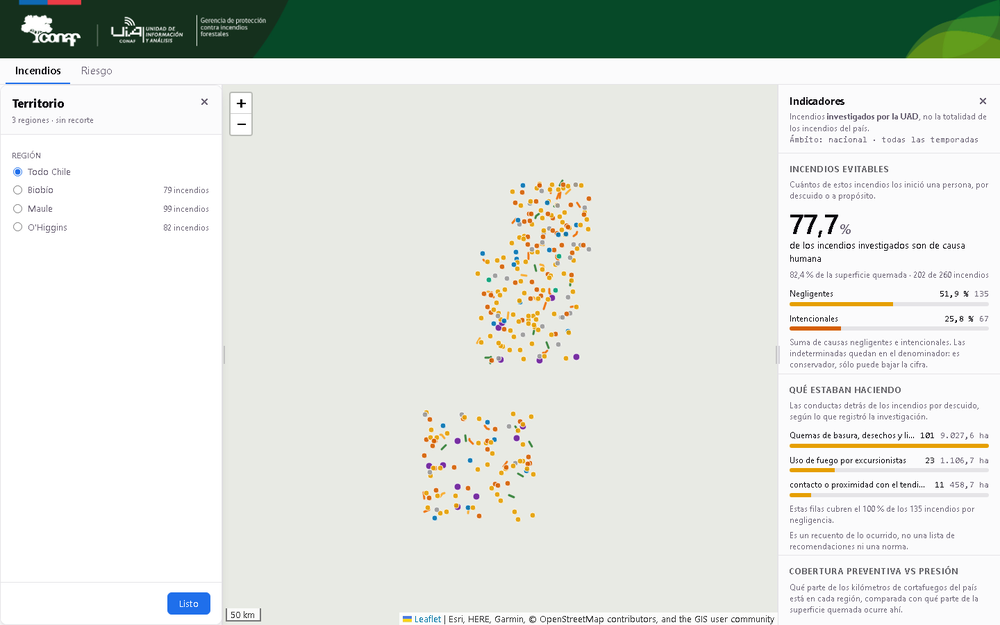 CONAF
UIA
CONAF
UNIDAD DE
INFORMACIÓN
Y ANÁLISIS
Gerencia de protección
contra incendios
forestales
Incendios
Riesgo
Territorio
×
3 regiones · sin recorte
REGIÓN
Todo Chile
Biobío 79 incendios
Maule 99 incendios
O'Higgins 82 incendios
Listo
+
−
50 km
Leaflet | Esri, HERE, Garmin, © OpenStreetMap contributors, and the GIS user community
Indicadores
×
Incendios investigados por la UAD, no la totalidad de
los incendios del país.
Ámbito: nacional · todas las temporadas
INCENDIOS EVITABLES
Cuántos de estos incendios los inició una persona, por
descuido o a propósito.
77,7 %
de los incendios investigados son de causa
humana
82,4 % de la superficie quemada · 202 de 260 incendios
Negligentes 51,9 % 135
Intencionales 25,8 % 67
Suma de causas negligentes e intencionales. Las
indeterminadas quedan en el denominador: es
conservador, sólo puede bajar la cifra.
QUÉ ESTABAN HACIENDO
Las conductas detrás de los incendios por descuido,
según lo que registró la investigación.
Quemas de basura, desechos y li... 101 9.027,6 ha
Uso de fuego por excursionistas 23 1.106,7 ha
contacto o proximidad con el tendi... 11 458,7 ha
Estas filas cubren el 100 % de los 135 incendios por
negligencia.
Es un recuento de lo ocurrido, no una lista de
recomendaciones ni una norma.
COBERTURA PREVENTIVA VS PRESIÓN
Qué parte de los kilómetros de cortafuegos del país
está en cada región, comparada con qué parte de la
superficie quemada ocurre ahí.